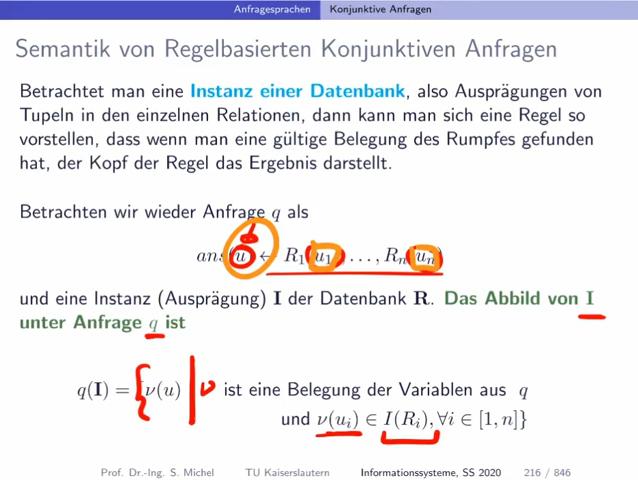 Anfragesprachen Konjunktive Anfragen
Semantik von Regelbasierten Konjunktiven Anfragen
Betrachtet man eine Instanz einer Datenbank, also Ausprägungen von
Tupeln in den einzelnen Relationen, dann kann man sich eine Regel so
vorstellen, dass wenn man eine gültige Belegung des Rumpfes gefunden
hat, der Kopf der Regel das Ergebnis darstellt.
Betrachten wir wieder Anfrage q als
ans(u) ← R₁(u₁), ..., Rₙ(uₙ)
und eine Instanz (Ausprägung) I der Datenbank R. Das Abbild von I
unter Anfrage q ist
q(I) = {ν(u) | ν ist eine Belegung der Variablen aus q
und ν(uᵢ) ∈ I(Rᵢ), ∀i ∈ [1, n]}
Prof. Dr.-Ing. S. Michel TU Kaiserslautern Informationssysteme, SS 2020 216 / 846